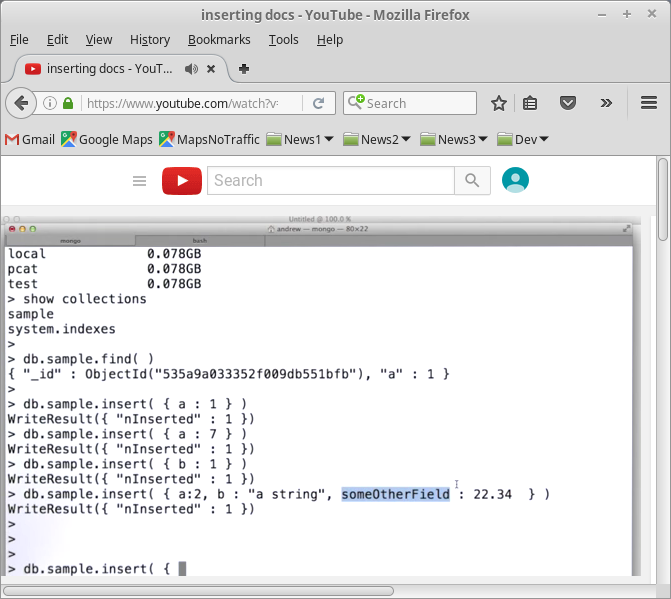 inserting docs - YouTube - Mozilla Firefox
File Edit View History Bookmarks Tools Help
inserting docs - YouT...
https://www.youtube.com/watch?v= Search
Gmail Google Maps MapsNoTraffic News1 News2 News3 Dev
Search
Untitled @ 100.0 %
andrew — mongo — 80×22
mongo bash
local 0.078GB
pcat 0.078GB
test 0.078GB
> show collections
sample
system.indexes
>
> db.sample.find( )
{ "_id" : ObjectId("535a9a033352f009db551bfb"), "a" : 1 }
>
> db.sample.insert( { a : 1 } )
WriteResult({ "nInserted" : 1 })
> db.sample.insert( { a : 7 } )
WriteResult({ "nInserted" : 1 })
> db.sample.insert( { b : 1 } )
WriteResult({ "nInserted" : 1 })
> db.sample.insert( { a:2, b : "a string", someOtherField : 22.34 } )
WriteResult({ "nInserted" : 1 })
>
>
>
> db.sample.insert( {